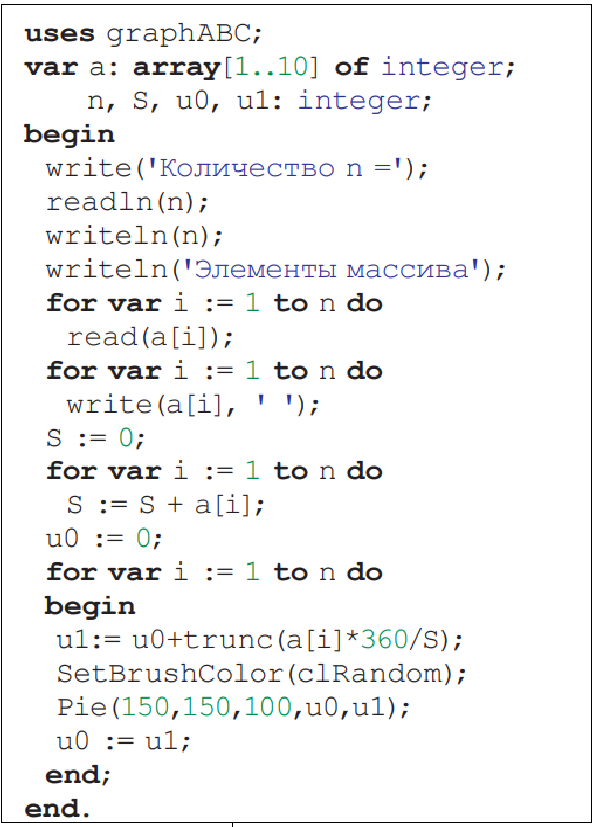 uses graphABC;
var a: array[1..10] of integer;
n, S, u0, u1: integer;
begin
write('Количество n =');
readln(n);
writeln(n);
writeln('Элементы массива');
for var i := 1 to n do
read(a[i]);
for var i := 1 to n do
write(a[i], ' ');
S := 0;
for var i := 1 to n do
S := S + a[i];
u0 := 0;
for var i := 1 to n do
begin
u1:= u0+trunc(a[i]*360/S);
SetBrushColor(clRandom);
Pie(150,150,100,u0,u1);
u0 := u1;
end;
end.